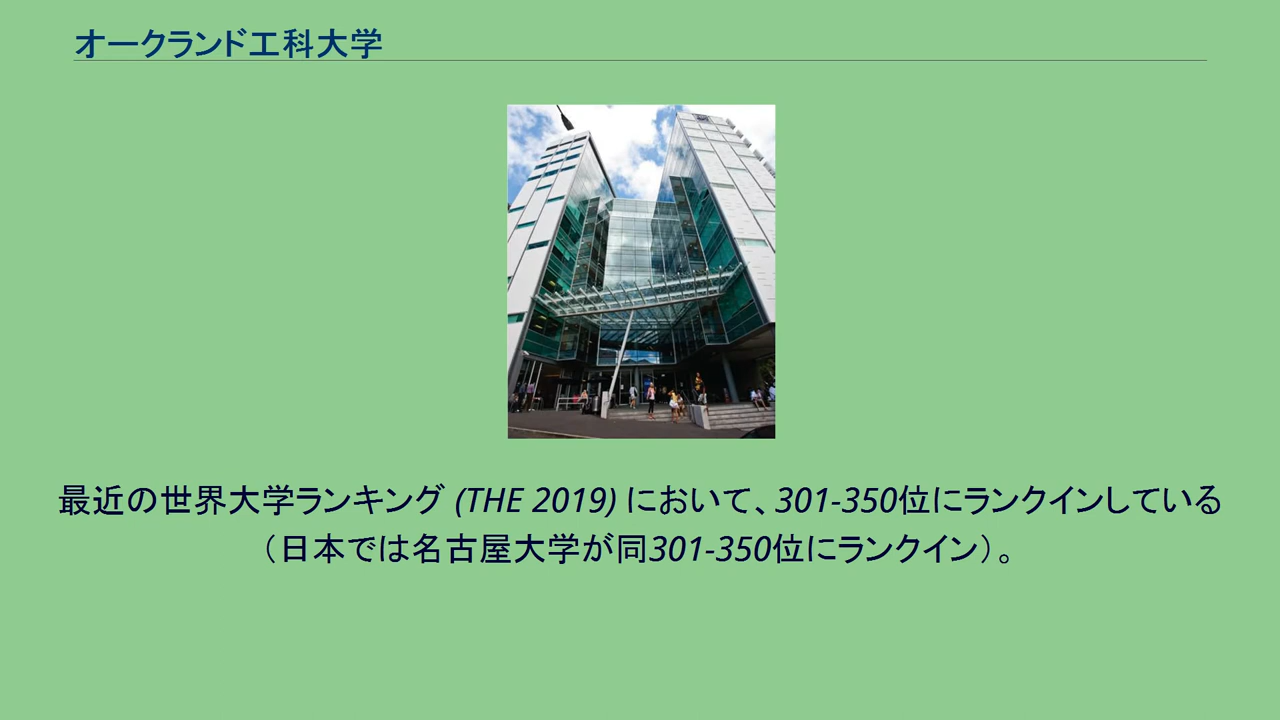 オークランド工科大学
最近の世界大学ランキング (THE 2019) において、301-350位にランクインしている
（日本では名古屋大学が同301-350位にランクイン）。